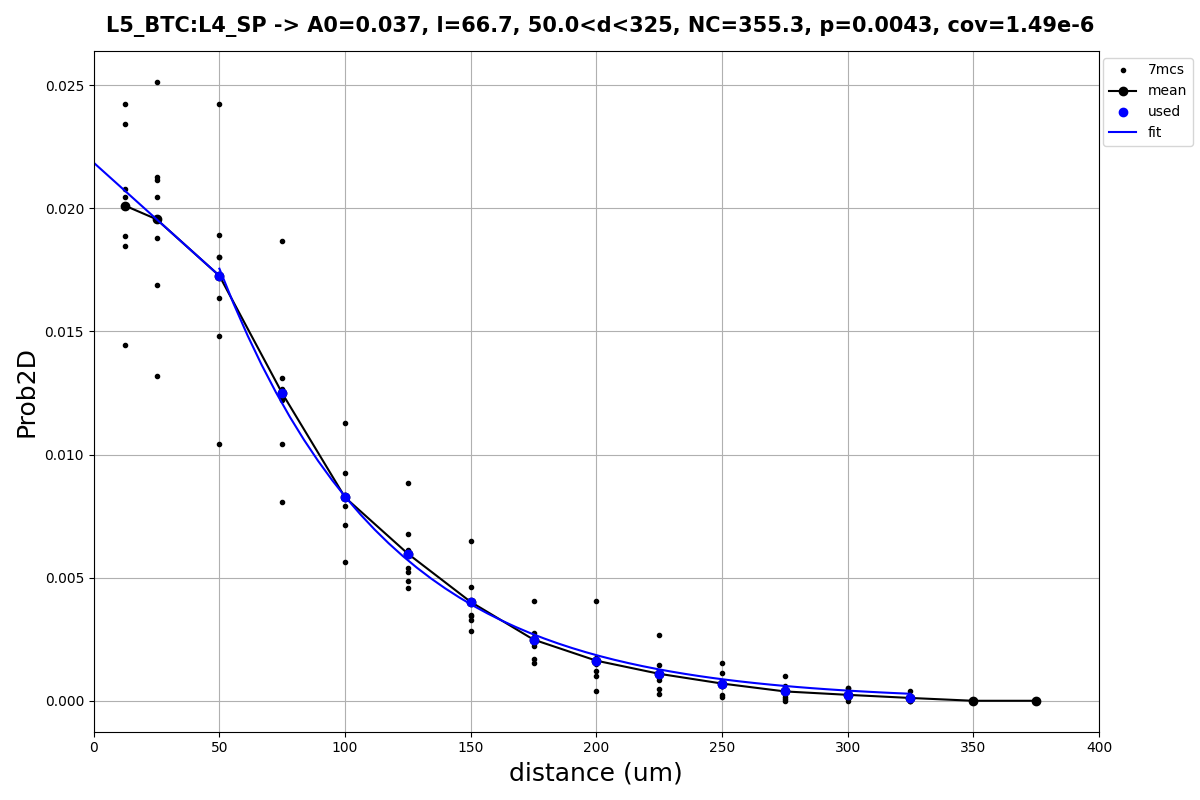 L5_BTC:L4_SP -> A0=0.037, l=66.7, 50.0<d<325, NC=355.3, p=0.0043, cov=1.49e-6
7mcs
mean
used
fit
0.025
0.020
0.015
0.010
0.005
0.000
Prob2D
0 50 100 150 200 250 300 350 400
distance (um)